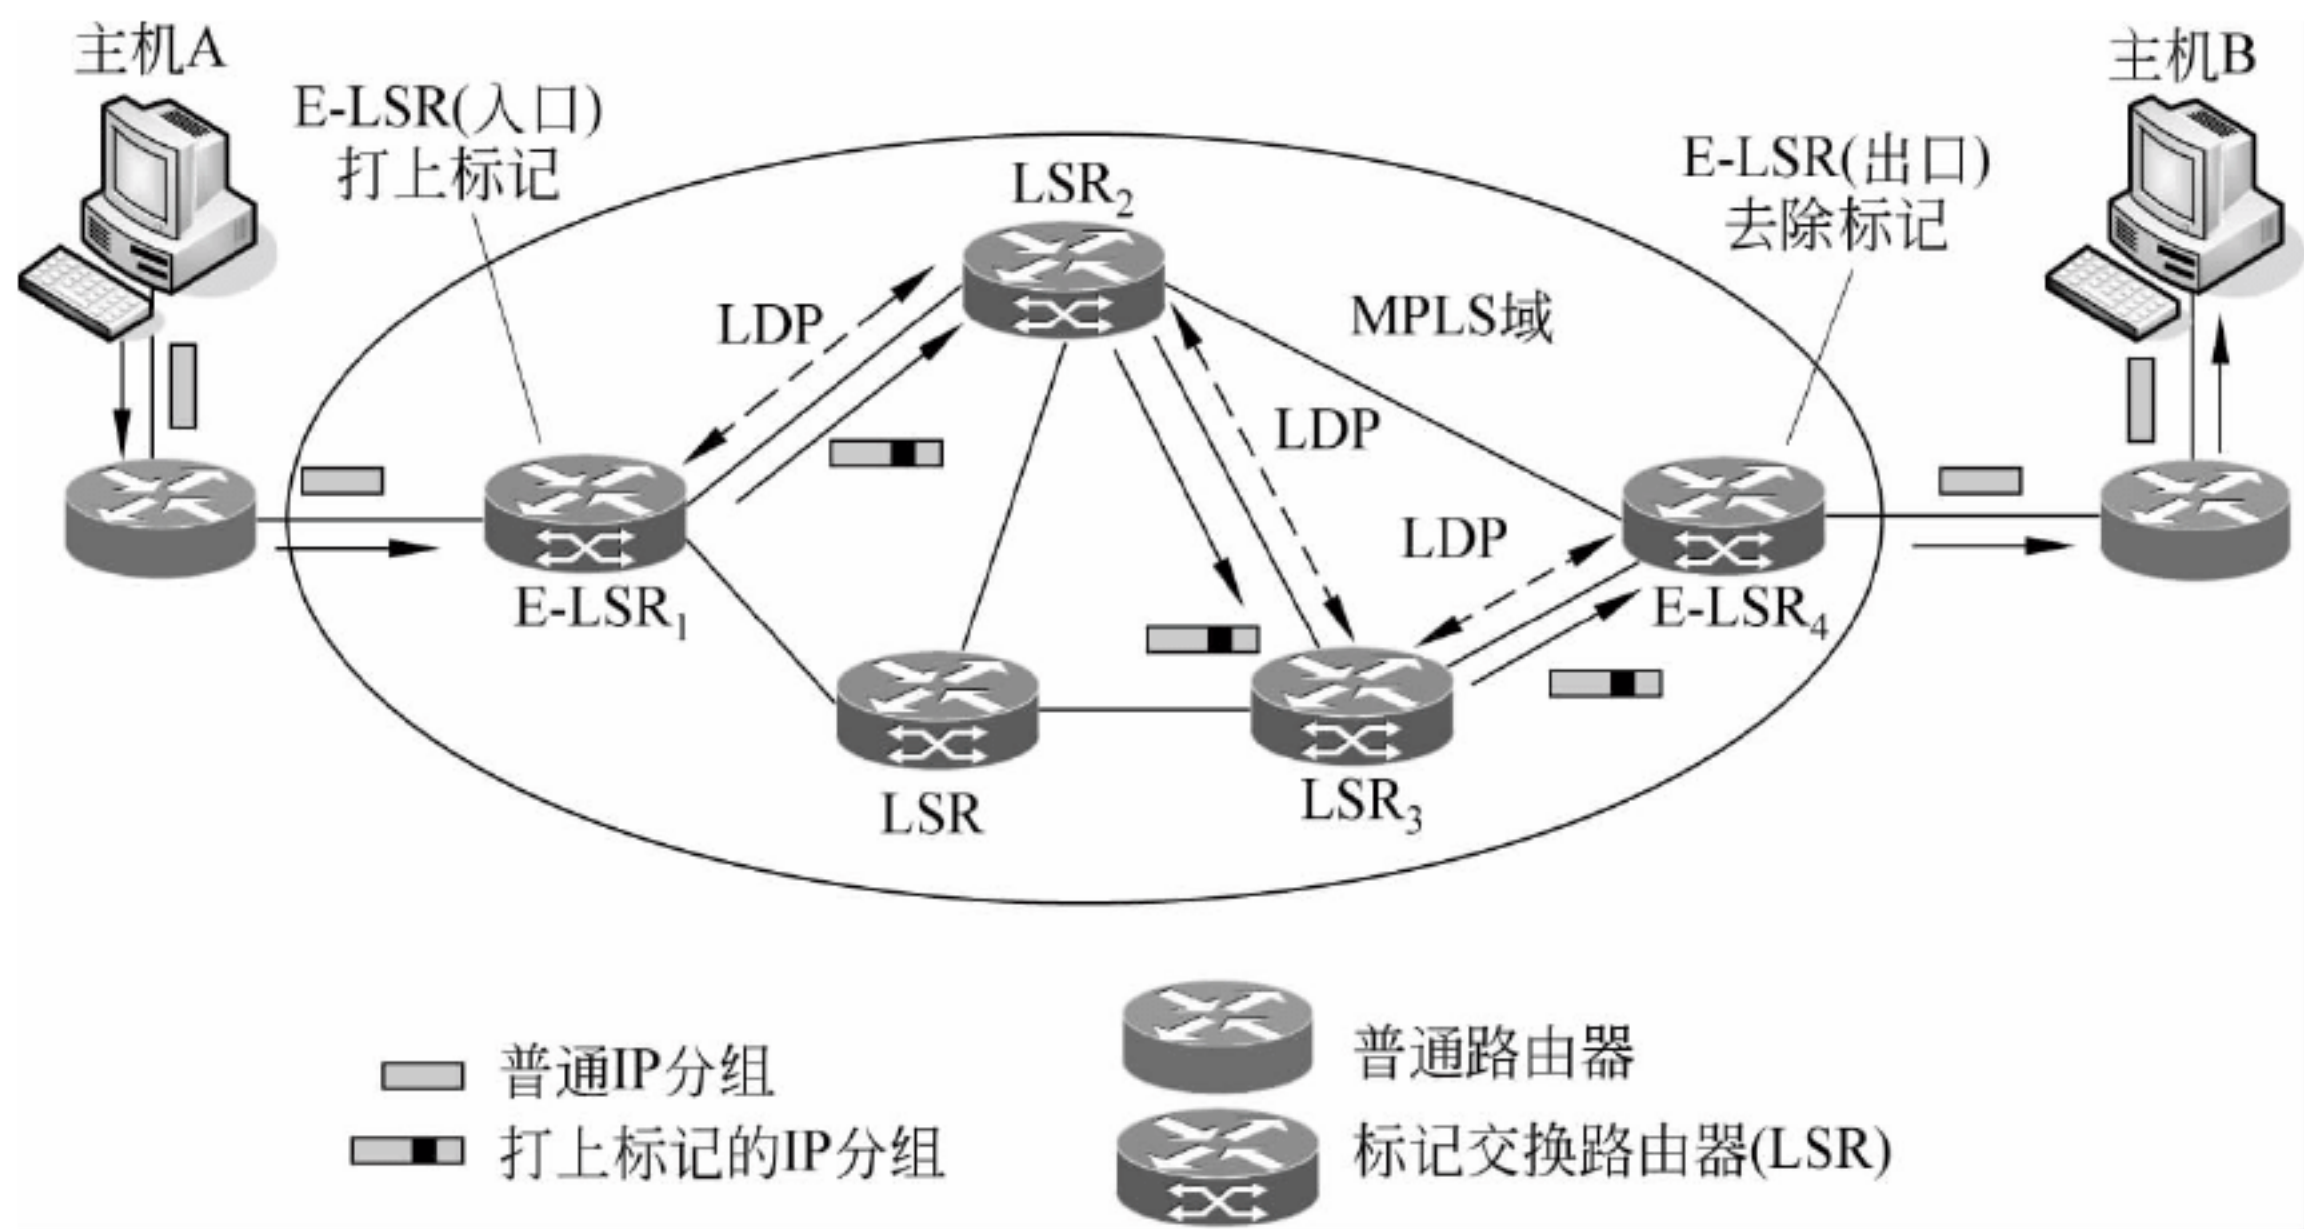 主机A
主机B
E-LSR(入口)
打上标记
E-LSR(出口)
去除标记
LSR₂
LDP
MPLS域
LDP
LDP
E-LSR₁
E-LSR₄
LSR
LSR₃
普通IP分组
普通路由器
打上标记的IP分组
标记交换路由器(LSR)